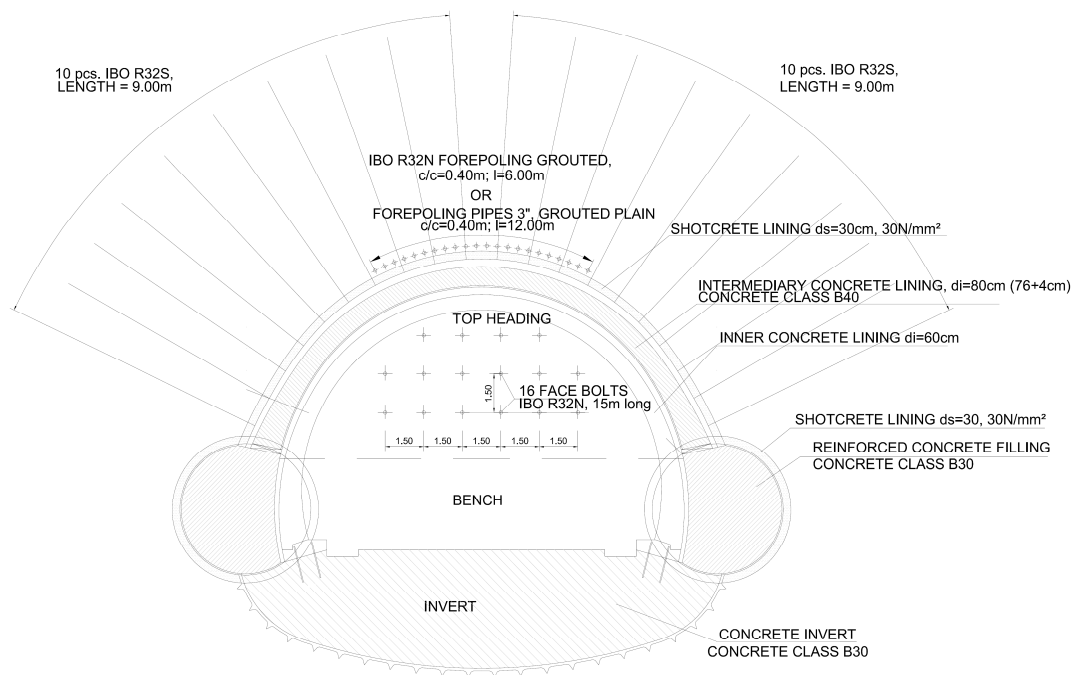 10 pcs. IBO R32S,
LENGTH = 9.00m
10 pcs. IBO R32S,
LENGTH = 9.00m
IBO R32N FOREPOLING GROUTED,
c/c=0.40m; l=6.00m
OR
FOREPOLING PIPES 3", GROUTED PLAIN
c/c=0.40m; l=12.00m
SHOTCRETE LINING ds=30cm, 30N/mm²
INTERMEDIARY CONCRETE LINING, di=80cm (76+4cm)
CONCRETE CLASS B40
TOP HEADING
INNER CONCRETE LINING di=60cm
1,50
16 FACE BOLTS
IBO R32N, 15m long
SHOTCRETE LINING ds=30, 30N/mm²
1.50 1.50 1.50 1.50 1.50
REINFORCED CONCRETE FILLING
CONCRETE CLASS B30
BENCH
INVERT
CONCRETE INVERT
CONCRETE CLASS B30